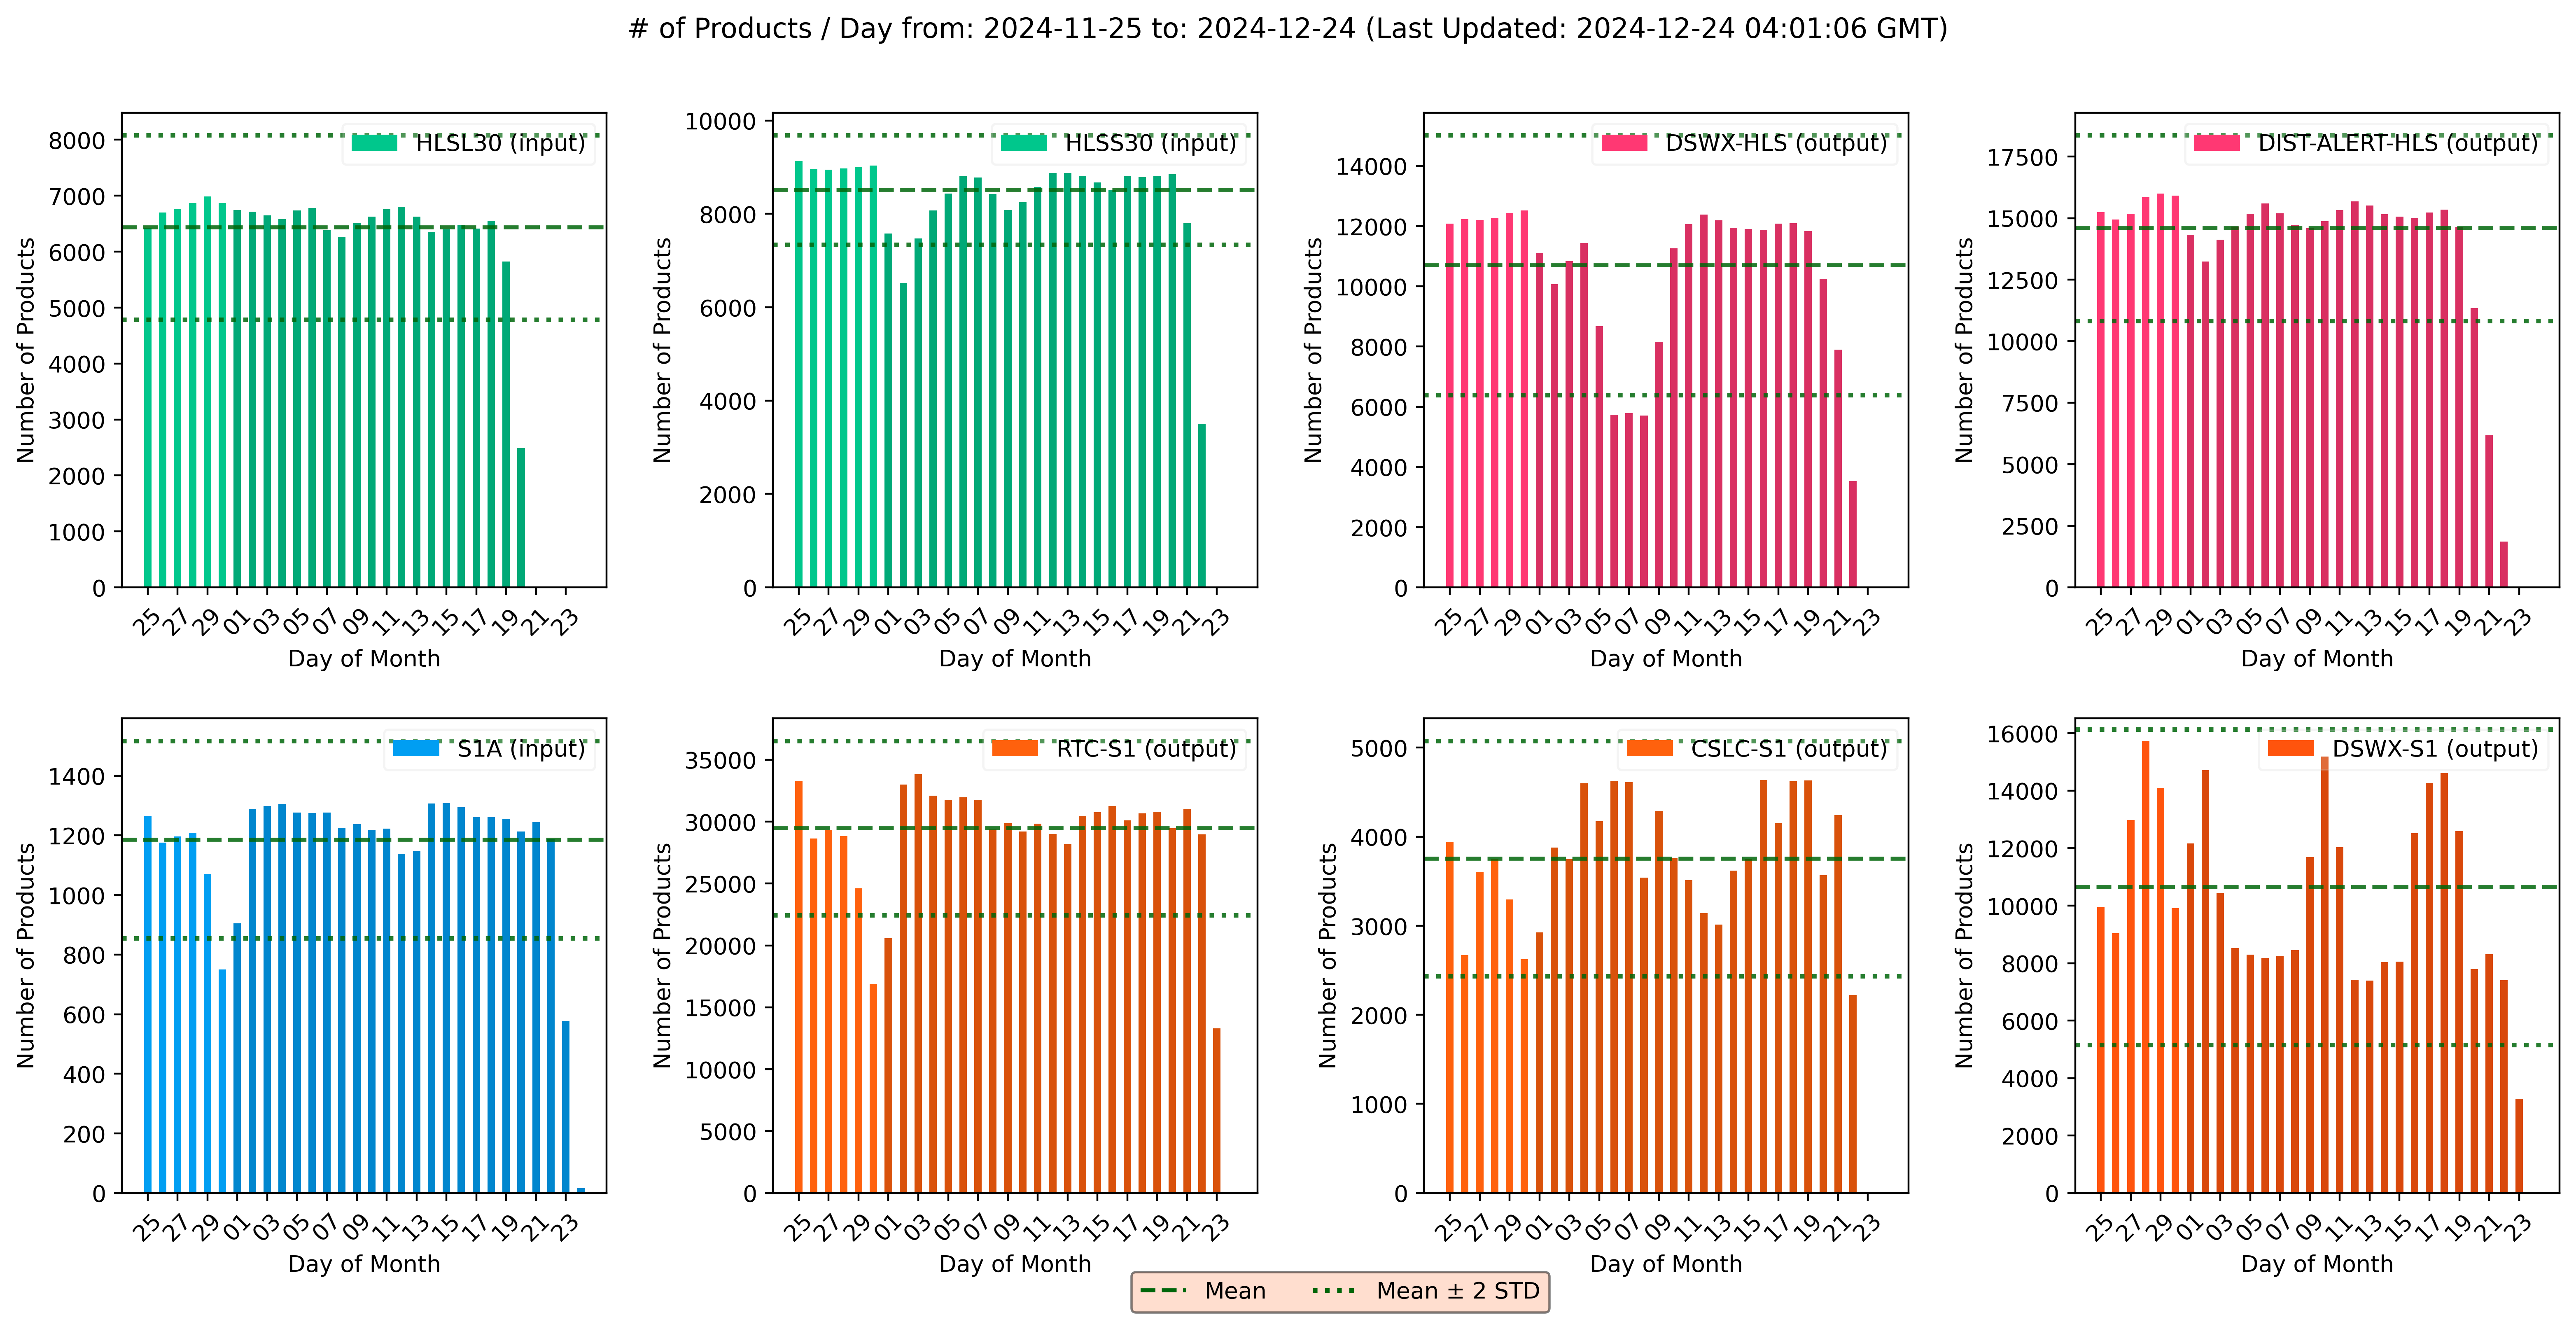 # of Products / Day from: 2024-11-25 to: 2024-12-24 (Last Updated: 2024-12-24 04:01:06 GMT)
HLSL30 (input)
8000
7000
6000
5000
4000
3000
2000
1000
0
Number of Products
25 27 29 01 03 05 07 09 11 13 15 17 19 21 23
Day of Month
HLSS30 (input)
10000
8000
6000
4000
2000
0
Number of Products
25 27 29 01 03 05 07 09 11 13 15 17 19 21 23
Day of Month
DSWX-HLS (output)
14000
12000
10000
8000
6000
4000
2000
0
Number of Products
25 27 29 01 03 05 07 09 11 13 15 17 19 21 23
Day of Month
DIST-ALERT-HLS (output)
17500
15000
12500
10000
7500
5000
2500
0
Number of Products
25 27 29 01 03 05 07 09 11 13 15 17 19 21 23
Day of Month
S1A (input)
1400
1200
1000
800
600
400
200
0
Number of Products
25 27 29 01 03 05 07 09 11 13 15 17 19 21 23
Day of Month
RTC-S1 (output)
35000
30000
25000
20000
15000
10000
5000
0
Number of Products
25 27 29 01 03 05 07 09 11 13 15 17 19 21 23
Day of Month
CSLC-S1 (output)
5000
4000
3000
2000
1000
0
Number of Products
25 27 29 01 03 05 07 09 11 13 15 17 19 21 23
Day of Month
DSWX-S1 (output)
16000
14000
12000
10000
8000
6000
4000
2000
0
Number of Products
25 27 29 01 03 05 07 09 11 13 15 17 19 21 23
Day of Month
Mean
Mean ± 2 STD